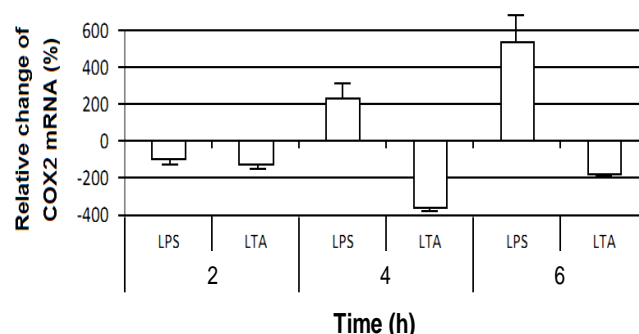 Relative change of
COX2 mRNA (%)
600
400
200
0
-200
-400
LPS LTA LPS LTA LPS LTA
2 4 6
Time (h)